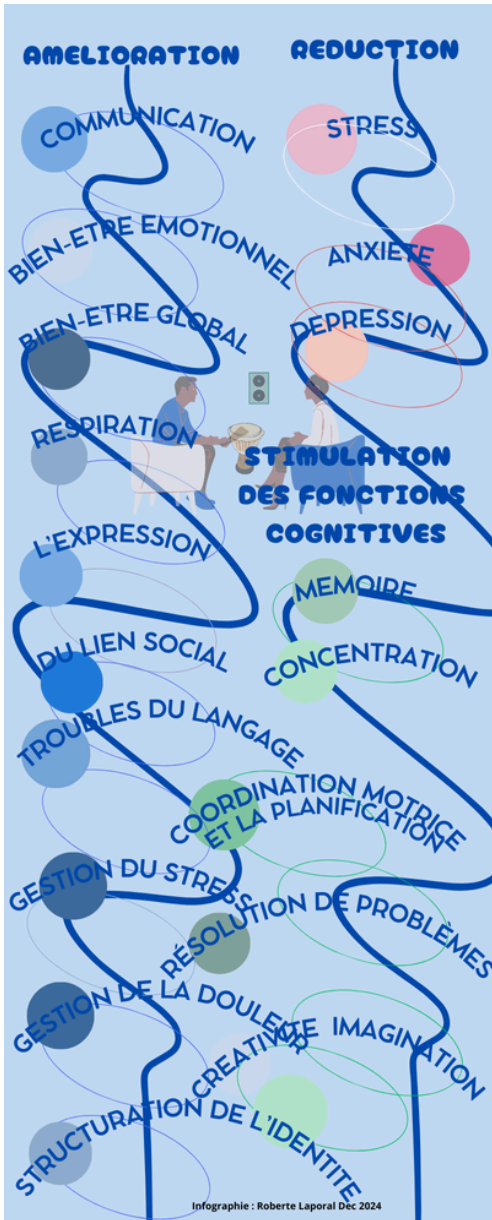 AMELIORATION
COMMUNICATION
BIEN-ETRE EMOTIONNEL
BIEN-ETRE GLOBAL
RESPIRATION
L'EXPRESSION
DU LIEN SOCIAL
TROUBLES DU LANGAGE
GESTION DU STRESS
GESTION DE LA DOULEUR
STRUCTURATION DE L'IDENTITE
REDUCTION
STRESS
ANXIETE
DEPRESSION
STIMULATION
DES FONCTIONS
COGNITIVES
MEMOIRE
CONCENTRATION
COORDINATION MOTRICE
ET LA PLANIFICATION
RÉSOLUTION DE PROBLÈMES
CREATIVITE IMAGINATION
Infographie : Roberte Laporal Dec 2024